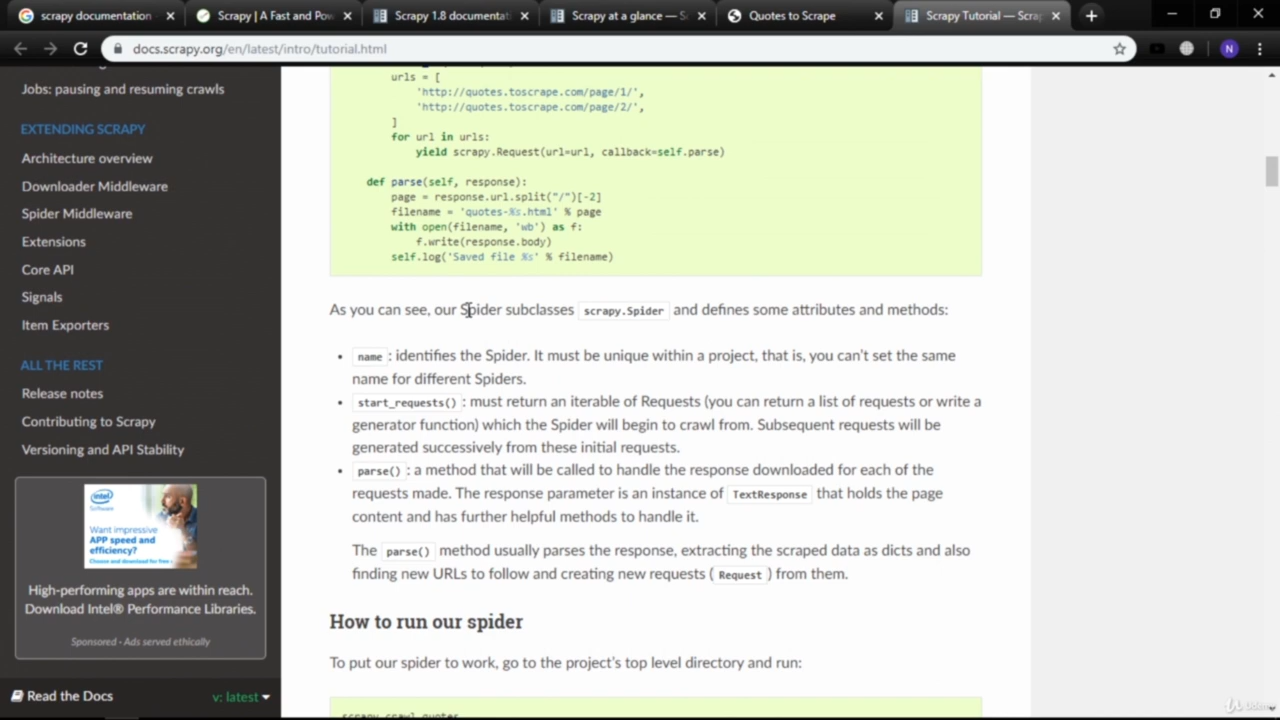 scrapy documentation
Scrapy | A Fast and Pow
Scrapy 1.8 documentati
Scrapy at a glance — Sc
Quotes to Scrape
Scrapy Tutorial — Scrap
docs.scrapy.org/en/latest/intro/tutorial.html
N
Jobs: pausing and resuming crawls
EXTENDING SCRAPY
Architecture overview
Downloader Middleware
Spider Middleware
Extensions
Core API
Signals
Item Exporters
ALL THE REST
Release notes
Contributing to Scrapy
Versioning and API Stability
intel
Software
Want impressive
APP speed and
efficiency?
Choose and download for free
High-performing apps are within reach.
Download Intel® Performance Libraries.
Sponsored · Ads served ethically
Read the Docs
v: latest
urls = [
'http://quotes.toscrape.com/page/1/',
'http://quotes.toscrape.com/page/2/',
]
for url in urls:
yield scrapy.Request(url=url, callback=self.parse)
def parse(self, response):
page = response.url.split("/")[-2]
filename = 'quotes-%s.html' % page
with open(filename, 'wb') as f:
f.write(response.body)
self.log('Saved file %s' % filename)
As you can see, our Spider subclasses scrapy.Spider and defines some attributes and methods:
• name : identifies the Spider. It must be unique within a project, that is, you can't set the same
name for different Spiders.
• start_requests() : must return an iterable of Requests (you can return a list of requests or write a
generator function) which the Spider will begin to crawl from. Subsequent requests will be
generated successively from these initial requests.
• parse() : a method that will be called to handle the response downloaded for each of the
requests made. The response parameter is an instance of TextResponse that holds the page
content and has further helpful methods to handle it.
The parse() method usually parses the response, extracting the scraped data as dicts and also
finding new URLs to follow and creating new requests ( Request ) from them.
How to run our spider
To put our spider to work, go to the project's top level directory and run:
scrapy crawl quotes
Udemy